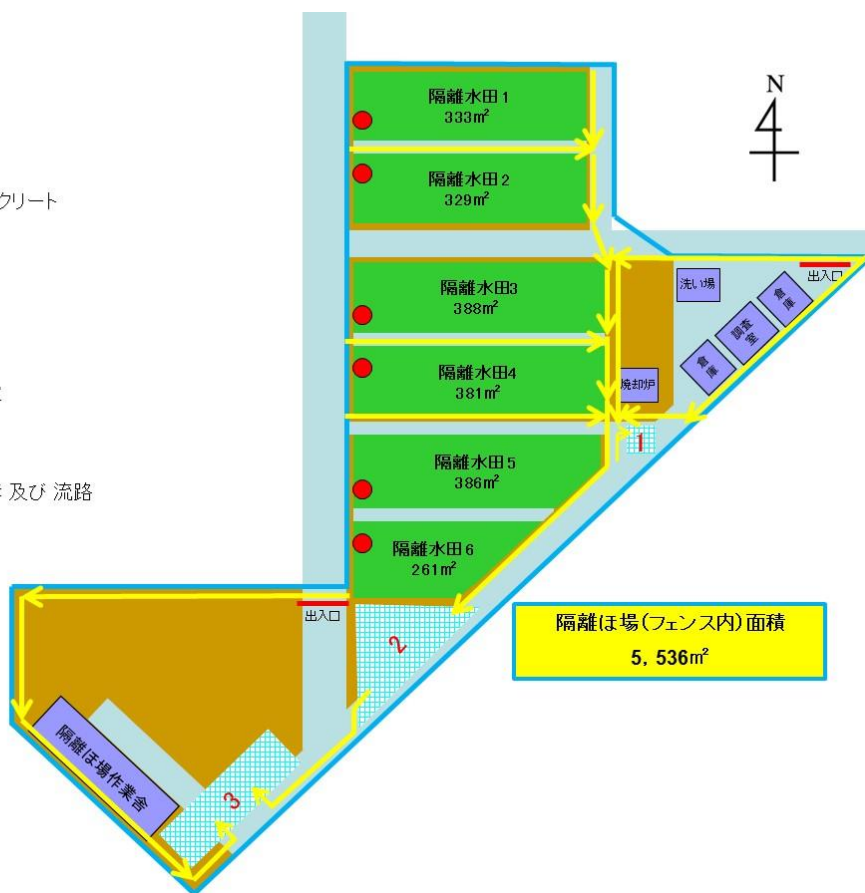 隔離水田1
333m²
N
隔離水田2
329m²
クリート
出入口
洗い場
倉庫
調査室
倉庫
隔離水田3
388m²
隔離水田4
381m²
焼却炉
1
隔離水田5
386m²
及び 流路
隔離水田6
261m²
出入口
2
隔離ほ場(フェンス内)面積
5, 536m²
隔離ほ場作業舎
3